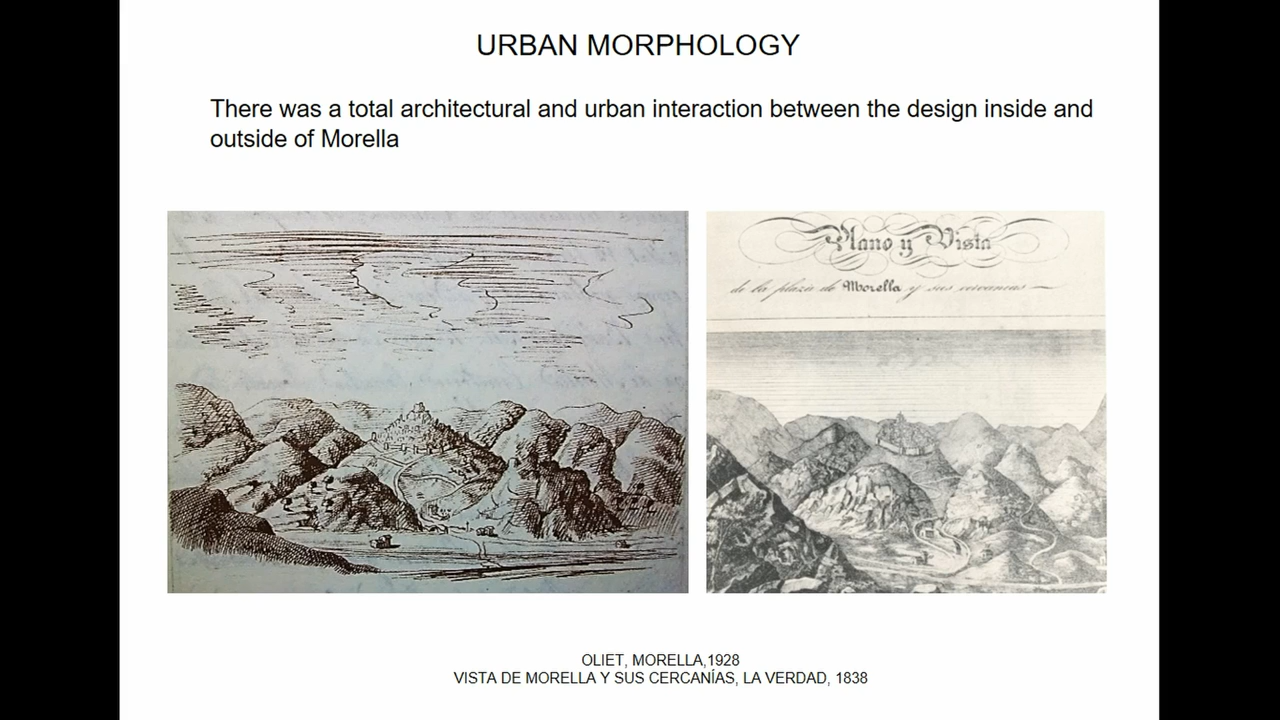 URBAN MORPHOLOGY
There was a total architectural and urban interaction between the design inside and
outside of Morella
Plano y Vista
de la plaza de Morella y sus
OLIET, MORELLA,1928
VISTA DE MORELLA Y SUS CERCANÍAS, LA VERDAD, 1838